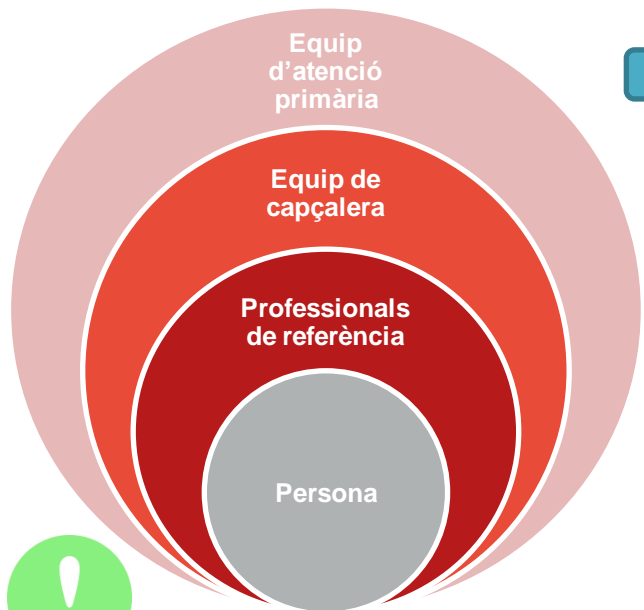 Equip
d’atenció
primària
Equip de
capçalera
Professionals
de referència
Persona